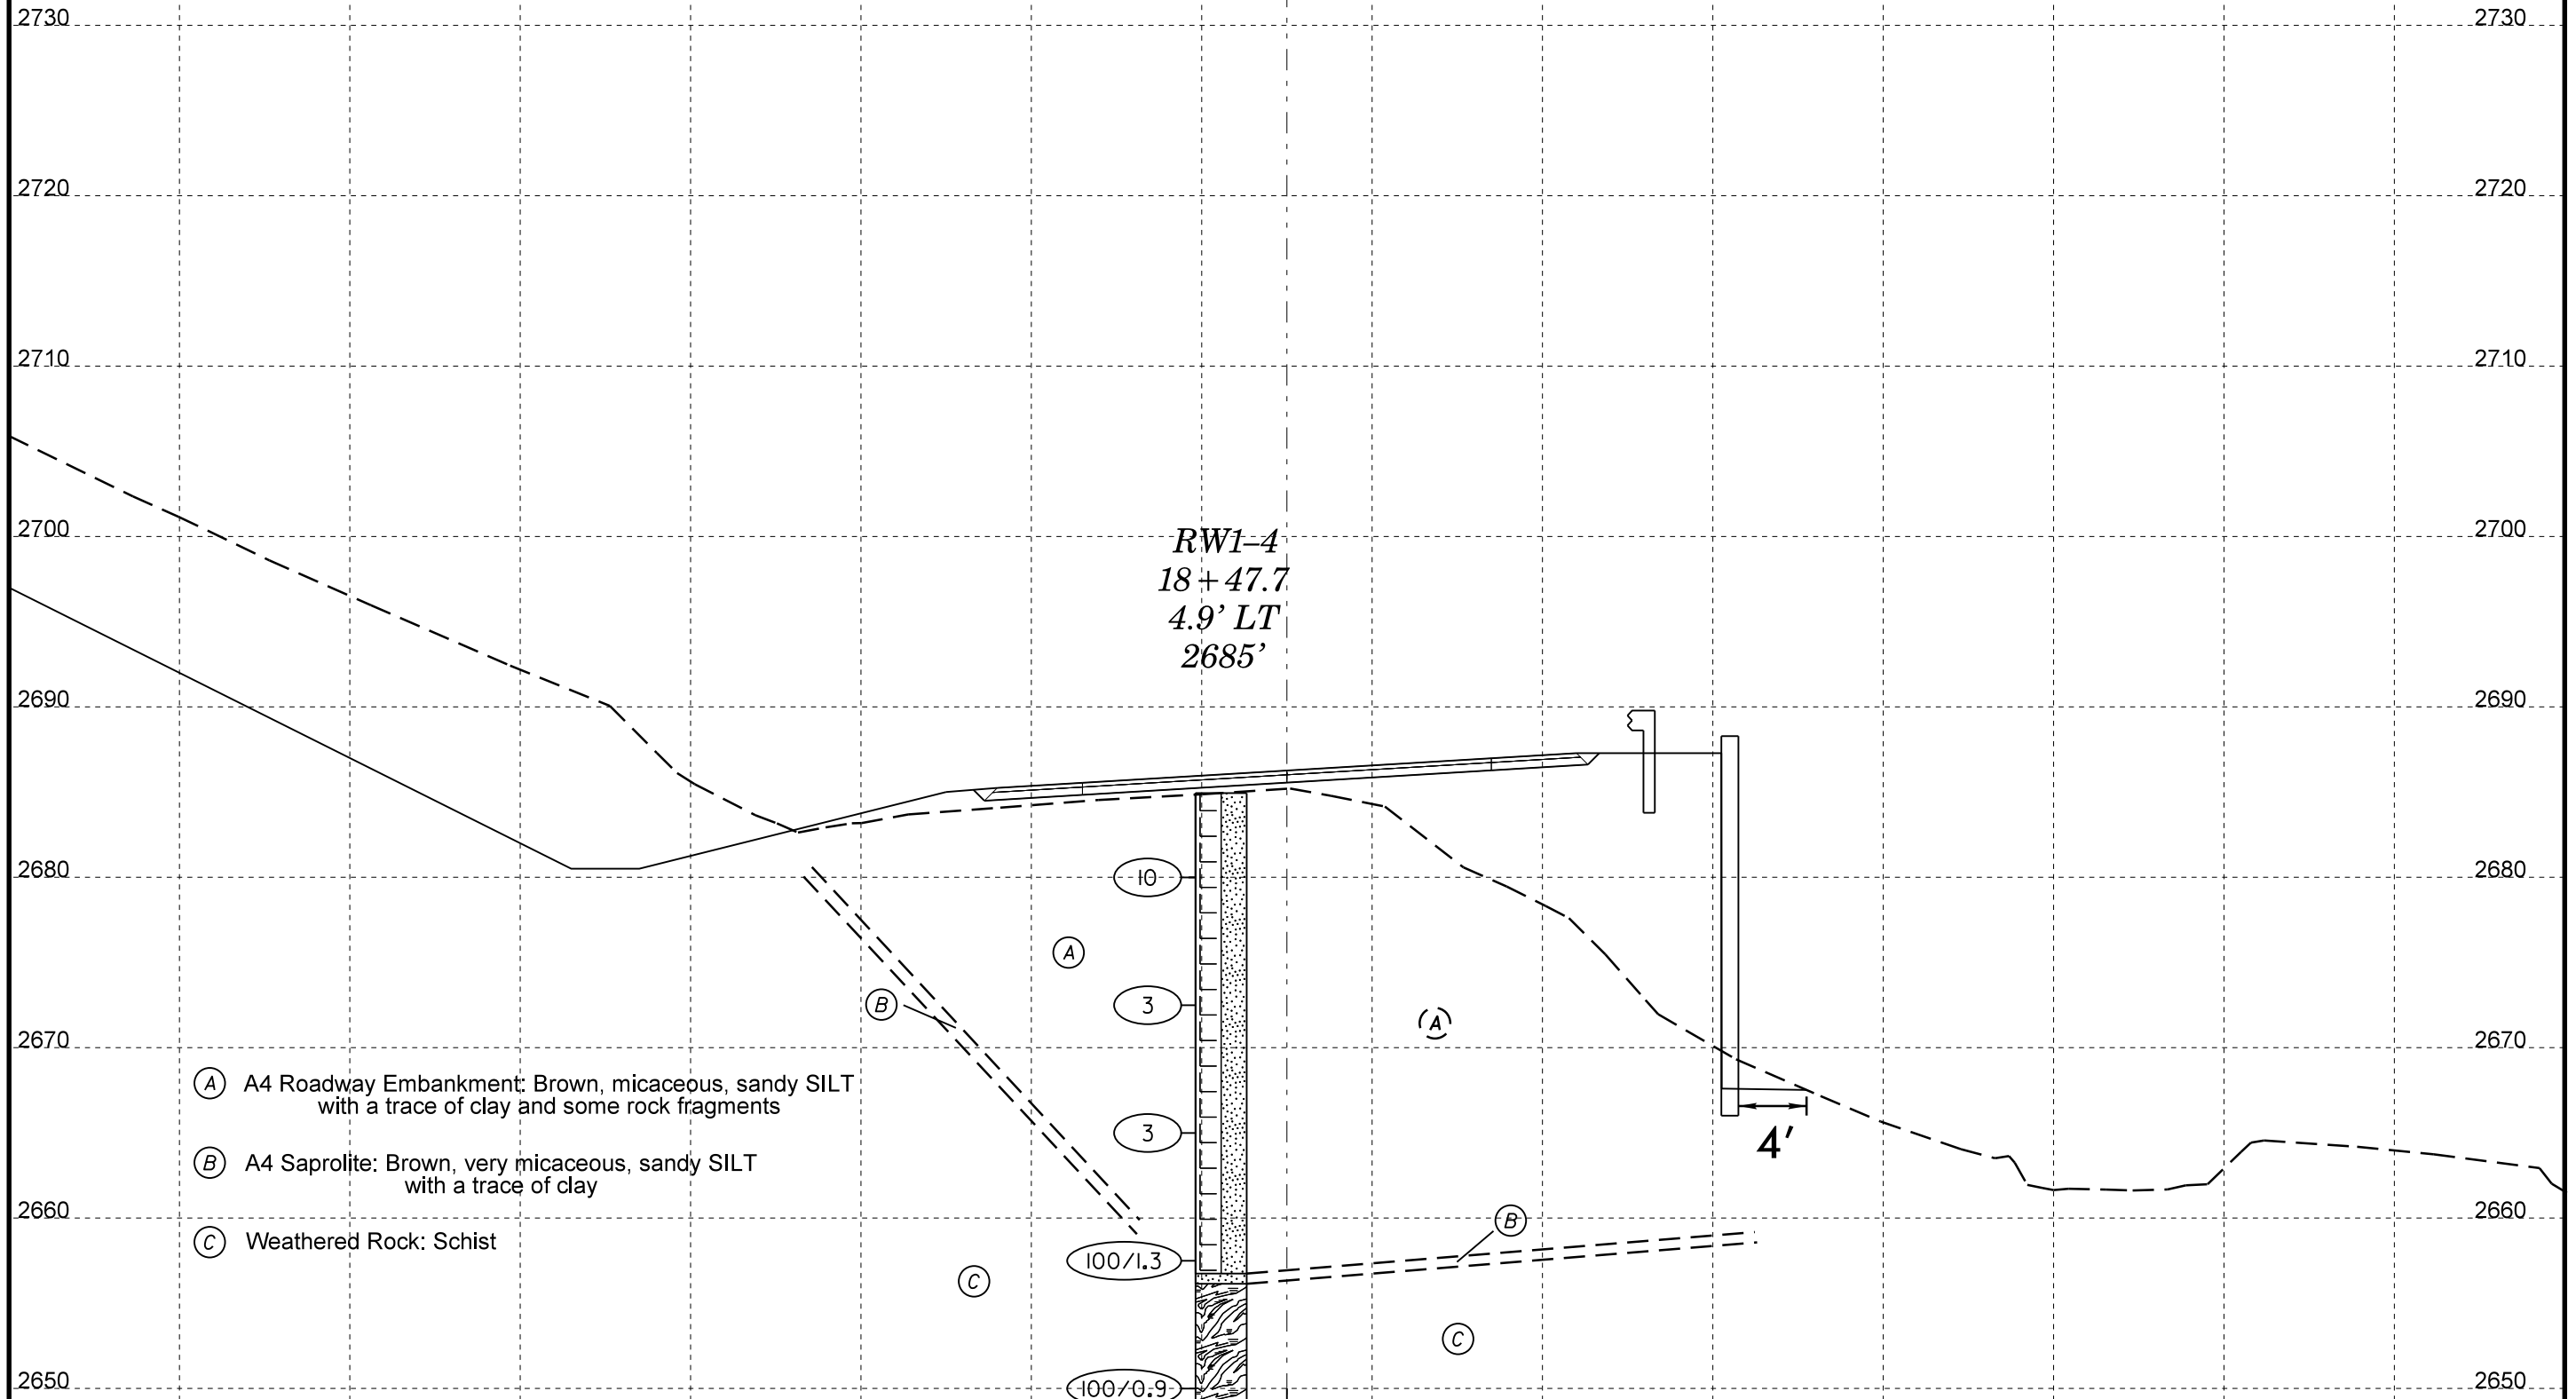 2730 2730
2720 2720
2710 2710
2700 2700
RW1–4
18+47.7
4.9’ LT
2685’
2690 2690
2680 10 2680
A
B 3
A
2670 2670
A A4 Roadway Embankment: Brown, micaceous, sandy SILT
with a trace of clay and some rock fragments
3
4'
B A4 Saprolite: Brown, very micaceous, sandy SILT
with a trace of clay
2660 B 2660
C Weathered Rock: Schist
100/1.3
C
C
2650 100/0.9 2650